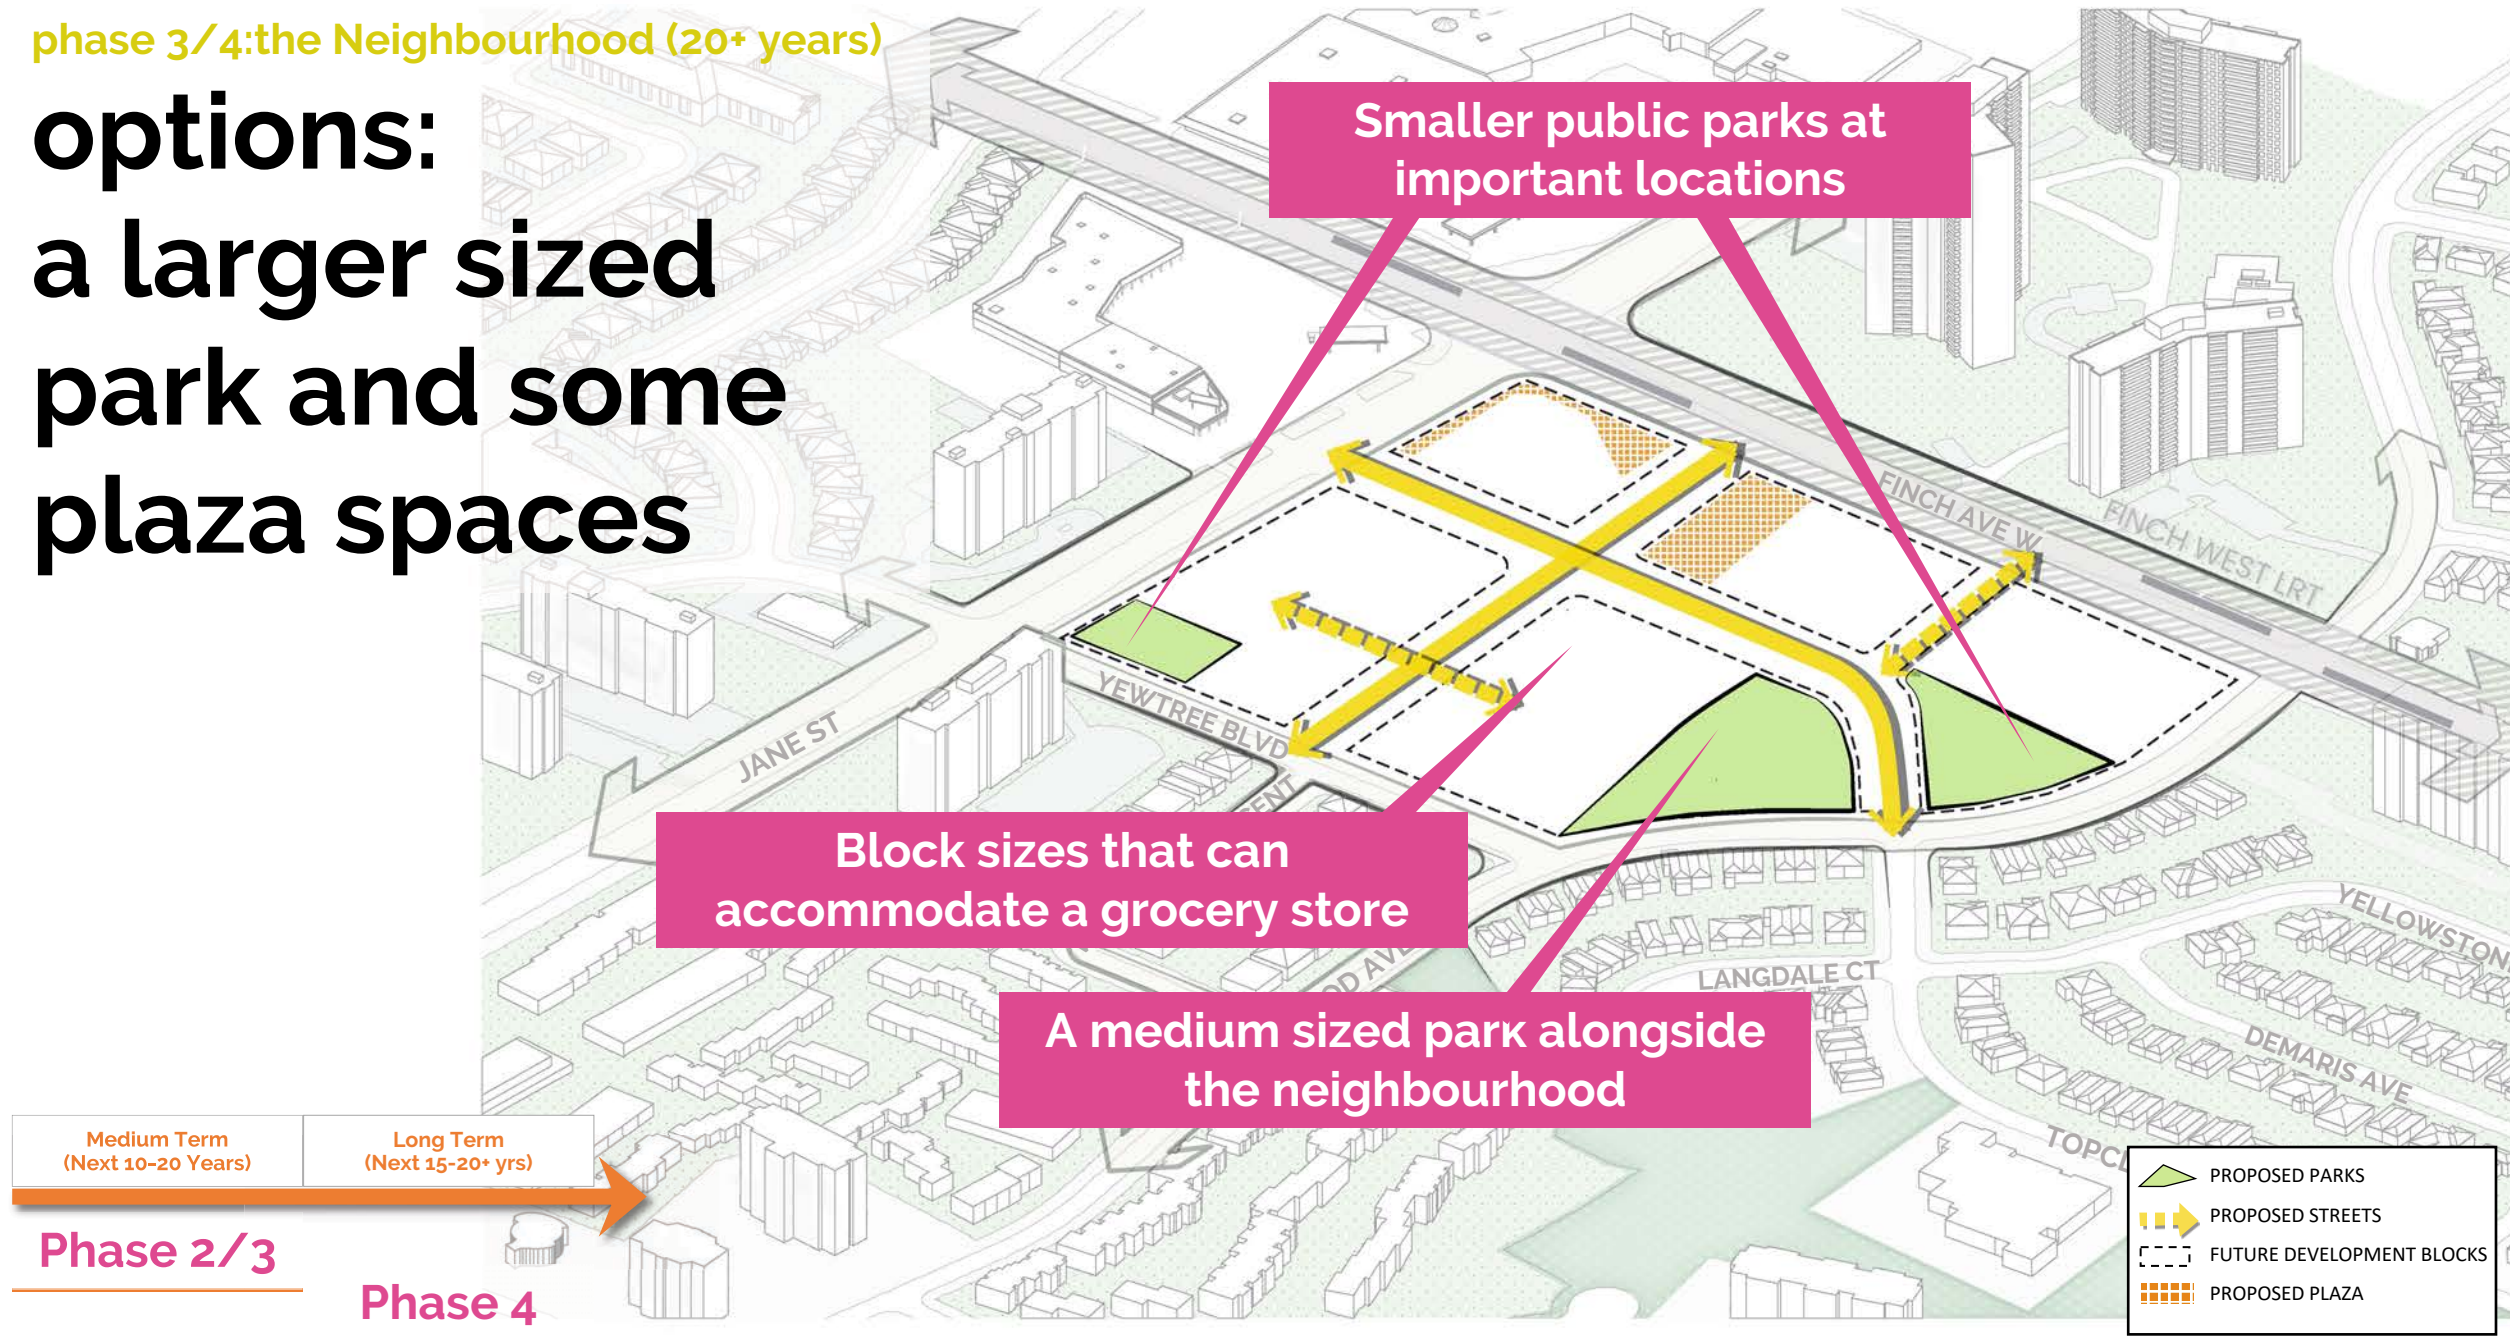 phase 3/4:the Neighbourhood (20+ years)
options:
a larger sized
park and some
plaza spaces
Smaller public parks at
important locations
FINCH AVE W
FINCH WEST LRT
YEWTREE BLVD
JANE ST
Block sizes that can
accommodate a grocery store
YELLOWSTON
LANGDALE CT
A medium sized park alongside
the neighbourhood
DEMARIS AVE
Medium Term
(Next 10-20 Years)
Long Term
(Next 15-20+ yrs)
Phase 2/3
Phase 4
PROPOSED PARKS
PROPOSED STREETS
FUTURE DEVELOPMENT BLOCKS
PROPOSED PLAZA